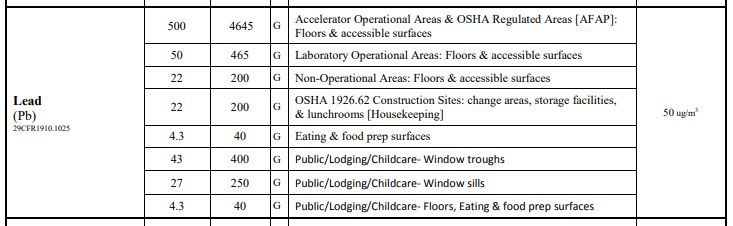 500 4645 G Accelerator Operational Areas & OSHA Regulated Areas [AFAP]:
Floors & accessible surfaces
50 465 G Laboratory Operational Areas: Floors & accessible surfaces
22 200 G Non-Operational Areas: Floors & accessible surfaces
Lead
(Pb)
29CFR1910.1025
22 200 G OSHA 1926.62 Construction Sites: change areas, storage facilities,
& lunchrooms [Housekeeping]
50 ug/m³
4.3 40 G Eating & food prep surfaces
43 400 G Public/Lodging/Childcare- Window troughs
27 250 G Public/Lodging/Childcare- Window sills
4.3 40 G Public/Lodging/Childcare- Floors, Eating & food prep surfaces